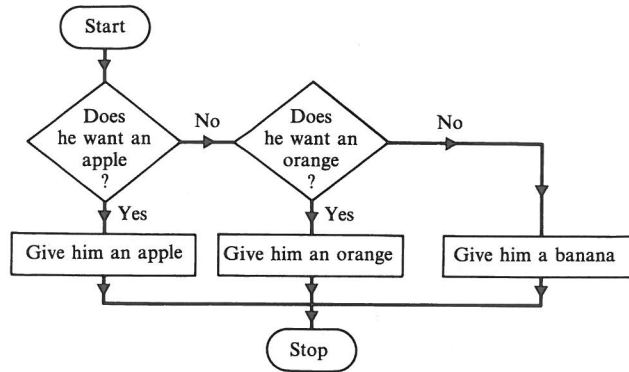 Start
Does
he want an
apple
?
No
Does
he want an
orange
?
No
Yes
Yes
Give him an apple
Give him an orange
Give him a banana
Stop